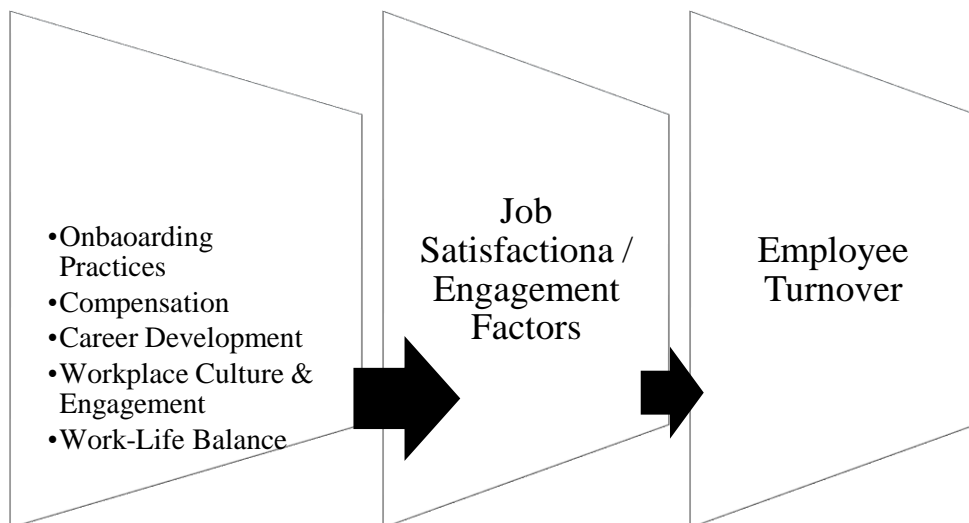 •Onbaoarding
Practices
•Compensation
•Career Development
•Workplace Culture &
Engagement
•Work-Life Balance
Job
Satisfactiona /
Engagement
Factors
Employee
Turnover